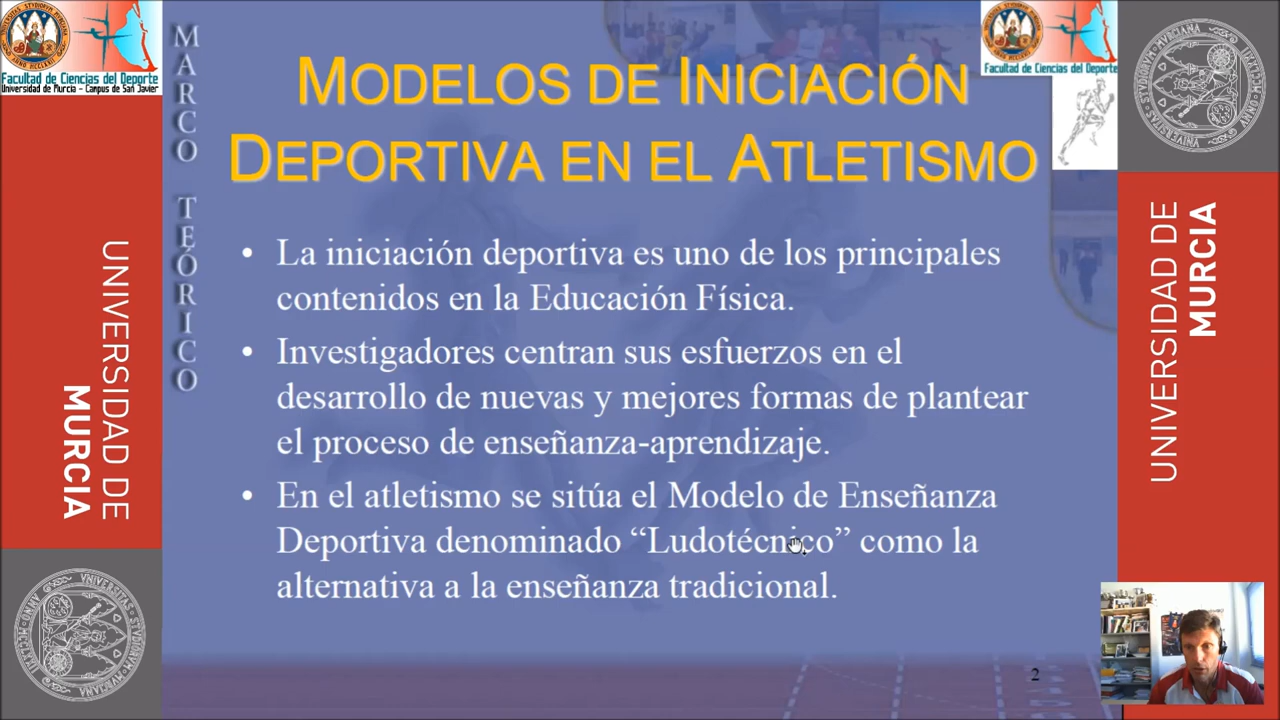 Facultad de Ciencias del Deporte
Universidad de Murcia - Campus de San Javier
MARCO TEÓRICO
MODELOS DE INICIACIÓN
DEPORTIVA EN EL ATLETISMO
• La iniciación deportiva es uno de los principales
contenidos en la Educación Física.
• Investigadores centran sus esfuerzos en el
desarrollo de nuevas y mejores formas de plantear
el proceso de enseñanza-aprendizaje.
• En el atletismo se sitúa el Modelo de Enseñanza
Deportiva denominado “Ludotécnico” como la
alternativa a la enseñanza tradicional.
2
Facultad de Ciencias del Deporte
UNIVERSIDAD DE
MURCIA
UNIVERSIDAD DE
MURCIA